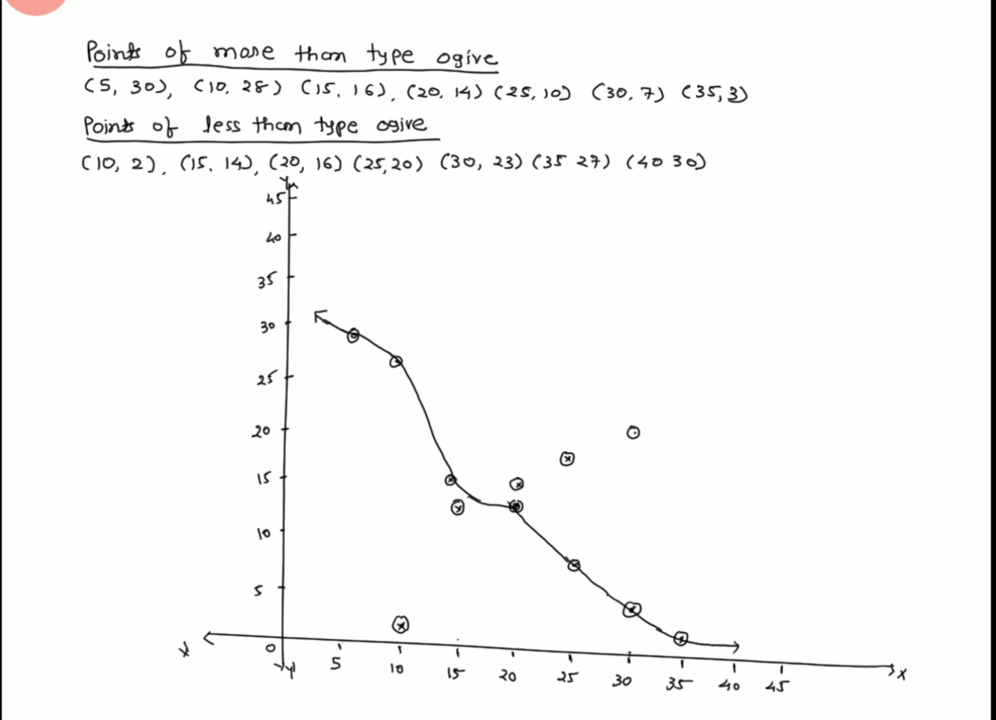 Points of more than type ogive
(5, 30), (10, 28) (15, 16), (20, 14) (25, 10) (30, 7) (35, 3)
Points of less than type ogive
(10, 2), (15, 14), (20, 16) (25, 20) (30, 23) (35 27) (40 30)
Y
45
40
35
30
25
20
15
10
5
X' 0 5 10 15 20 25 30 35 40 45 X
Y'